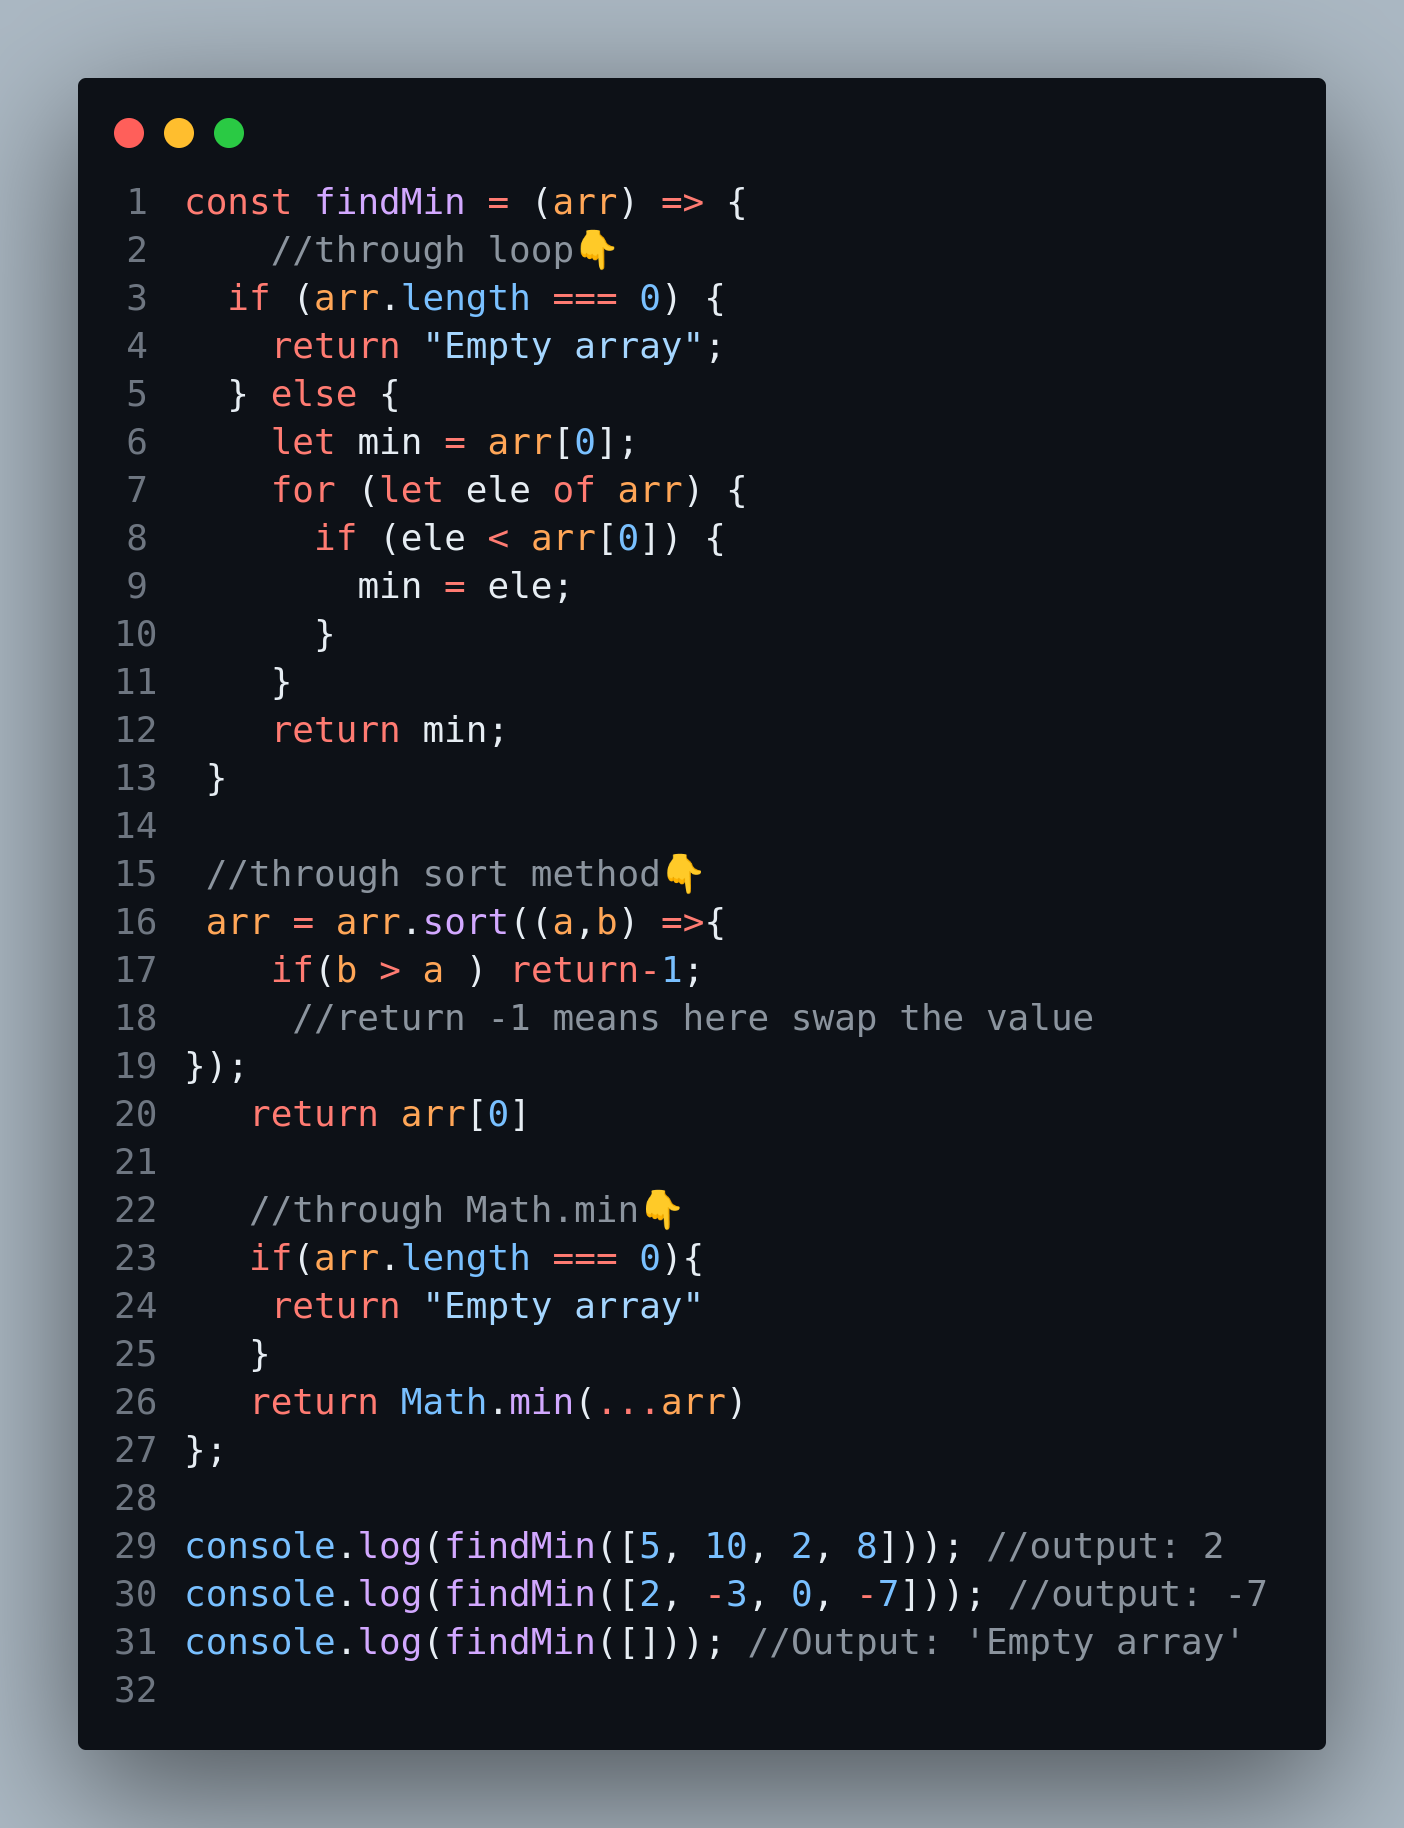 1 const findMin = (arr) => {
2     //through loop👇
3   if (arr.length === 0) {
4     return "Empty array";
5   } else {
6     let min = arr[0];
7     for (let ele of arr) {
8       if (ele < arr[0]) {
9         min = ele;
10       }
11     }
12     return min;
13  }
14
15  //through sort method👇
16  arr = arr.sort((a,b) =>{
17     if(b > a ) return-1;
18      //return -1 means here swap the value
19 });
20    return arr[0]
21
22    //through Math.min👇
23    if(arr.length === 0){
24     return "Empty array"
25    }
26    return Math.min(...arr)
27 };
28
29 console.log(findMin([5, 10, 2, 8])); //output: 2
30 console.log(findMin([2, -3, 0, -7])); //output: -7
31 console.log(findMin([])); //Output: 'Empty array'
32